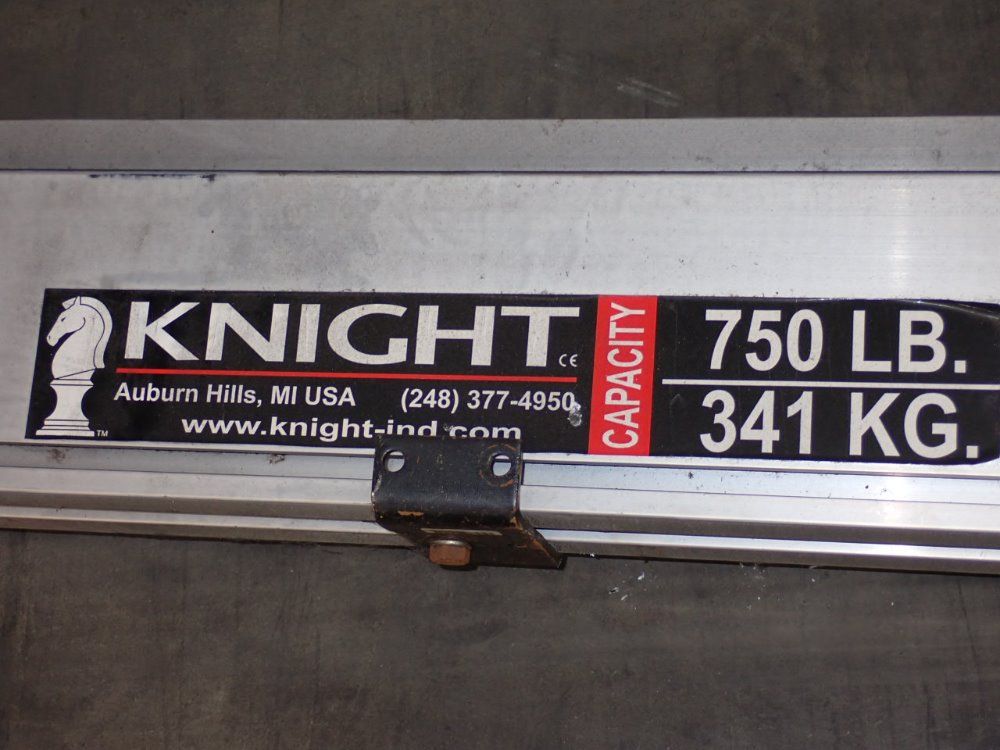 KNIGHT CE
TM
Auburn Hills, MI USA (248) 377-4950
www.knight-ind.com
CAPACITY
750 LB.
341 KG.